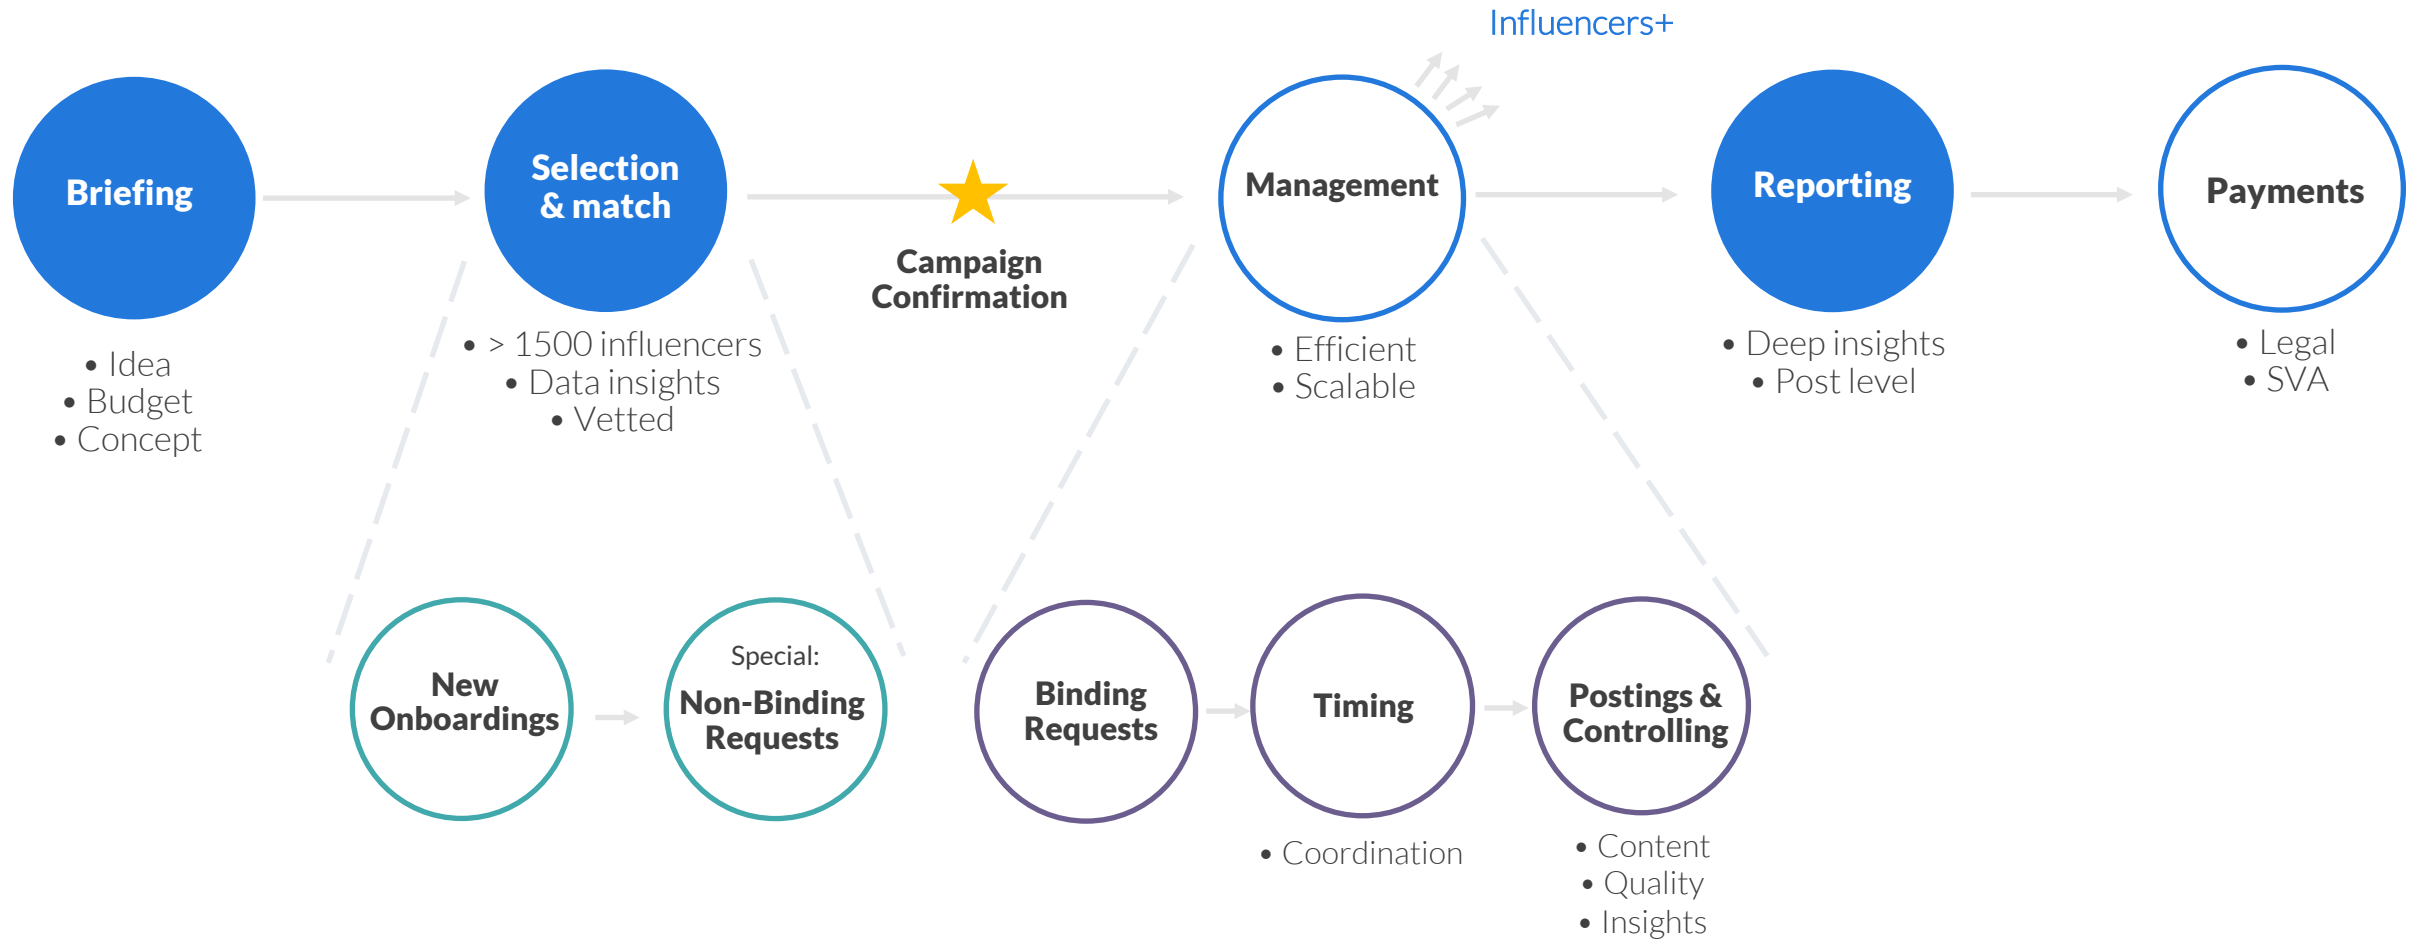 Influencers+
Briefing
• Idea
• Budget
• Concept
Selection
& match
• > 1500 influencers
• Data insights
• Vetted
Campaign
Confirmation
Management
• Efficient
• Scalable
Reporting
• Deep insights
• Post level
Payments
• Legal
• SVA
New
Onboardings
Special:
Non-Binding
Requests
Binding
Requests
Timing
• Coordination
Postings &
Controlling
• Content
• Quality
• Insights